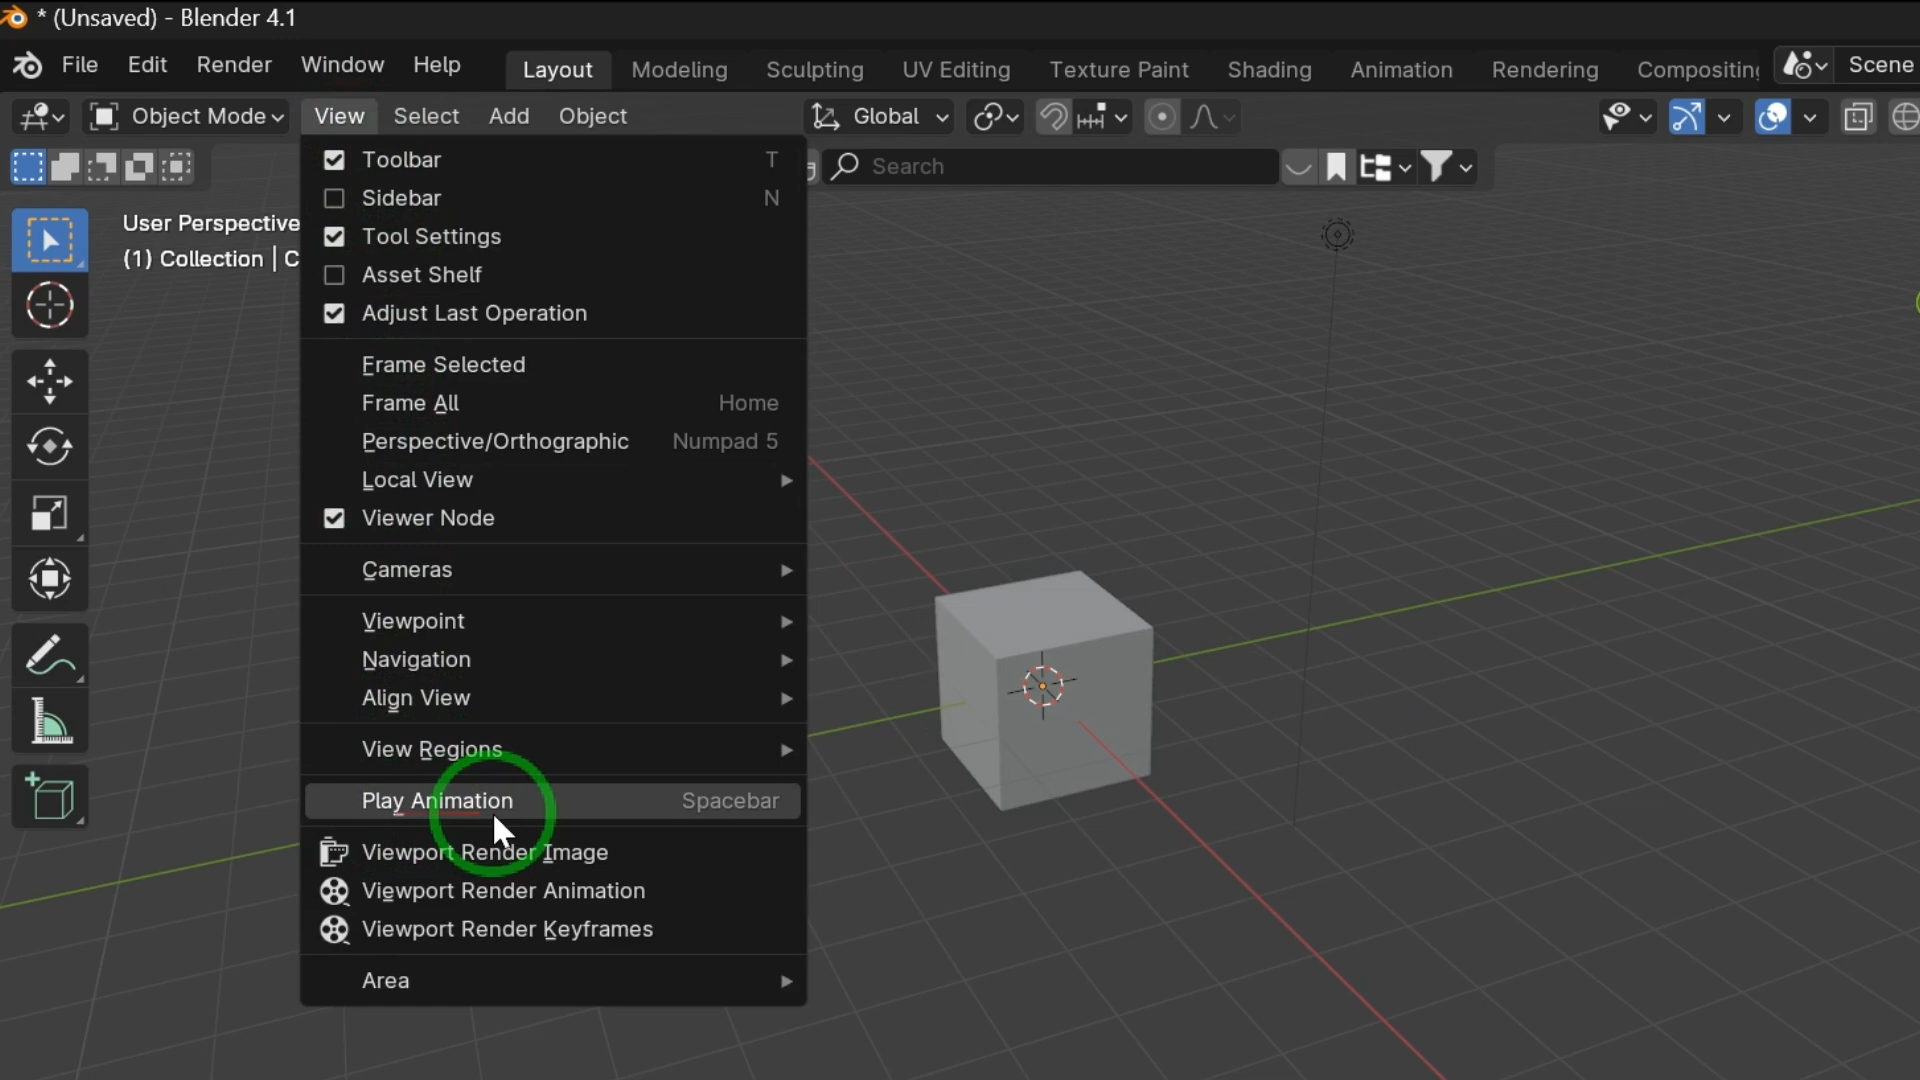 * (Unsaved) - Blender 4.1
File Edit Render Window Help Layout Modeling Sculpting UV Editing Texture Paint Shading Animation Rendering Compositing Scene
Object Mode View Select Add Object Global
Search
User Perspective
(1) Collection | C
Toolbar T
Sidebar N
Tool Settings
Asset Shelf
Adjust Last Operation
Frame Selected
Frame All Home
Perspective/Orthographic Numpad 5
Local View
Viewer Node
Cameras
Viewpoint
Navigation
Align View
View Regions
Play Animation Spacebar
Viewport Render Image
Viewport Render Animation
Viewport Render Keyframes
Area